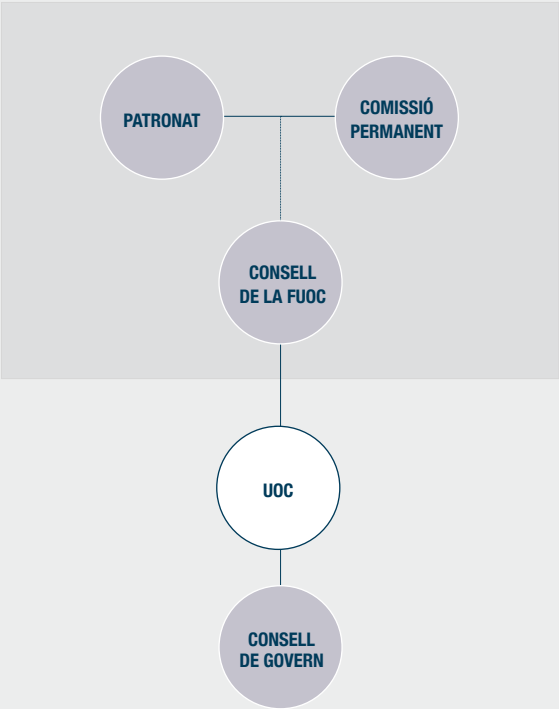 PATRONAT
COMISSIÓ
PERMANENT
CONSELL
DE LA FUOC
UOC
CONSELL
DE GOVERN